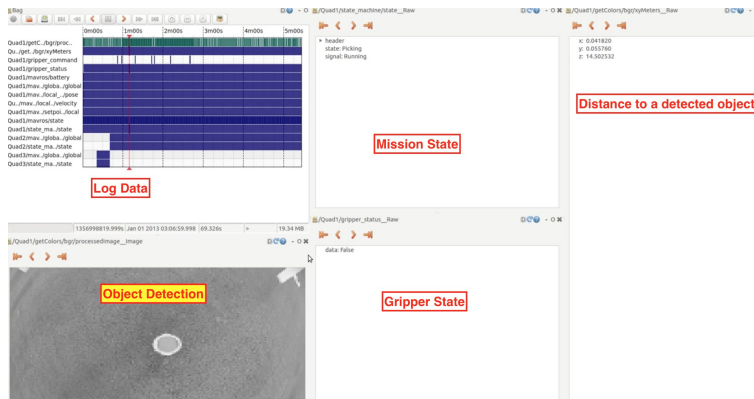 Bag
0m00s 1m00s 2m00s 3m00s 4m00s 5m00s
Quad1/getC../bgr/proc..
Qu../get../bgr/xyMeters
Quad1/gripper_command
Quad1/gripper_status
Quad1/mavros/battery
Quad1/mav../globa../global
Quad1/mav../local_../pose
Qu../mav../local../velocity
Quad1/mav../setpoi../local
Quad1/mavros/state
Quad1/state_ma../state
Quad2/mav../globa../global
Quad2/state_ma../state
Quad3/mav../globa../global
Quad3/state_ma../state
Log Data
1356998819.999s Jan 01 2013 03:06:59.998 69.326s 19.34 MB
/Quad1/getColors/bgr/processedImage__Image
Object Detection
/Quad1/state_machine/state__Raw
header
state: Picking
signal: Running
Mission State
/Quad1/gripper_status__Raw
data: False
Gripper State
/Quad1/getColors/bgr/xyMeters__Raw
x: 0.041820
y: 0.055760
z: 14.502532
Distance to a detected object